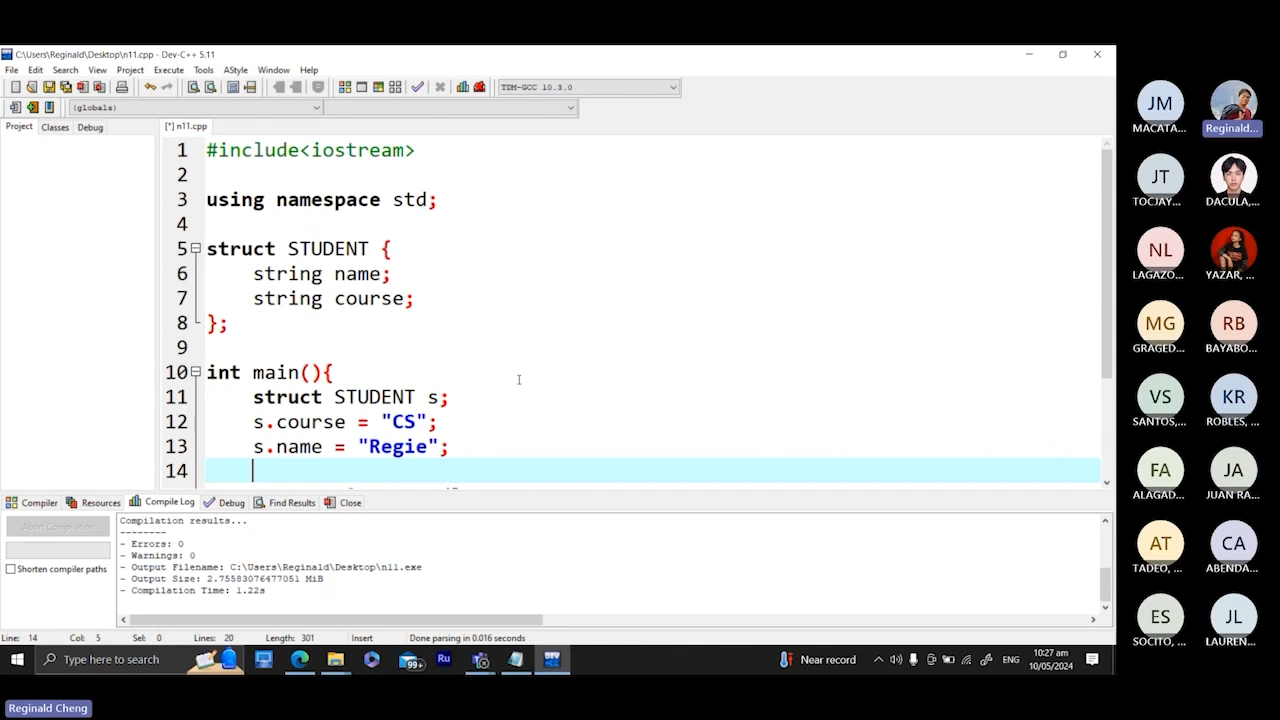 C:\Users\Reginald\Desktop\n11.cpp - Dev-C++ 5.11
File Edit Search View Project Execute Tools AStyle Window Help
TDM-GCC 10.3.0
(globals)
Project Classes Debug
[*] n11.cpp
1 #include<iostream>
2
3 using namespace std;
4
5 struct STUDENT {
6 string name;
7 string course;
8 };
9
10 int main(){
11 struct STUDENT s;
12 s.course = "CS";
13 s.name = "Regie";
14
Compiler Resources Compile Log Debug Find Results Close
Abort Compilation
Shorten compiler paths
Compilation results...
--------
- Errors: 0
- Warnings: 0
- Output Filename: C:\Users\Reginald\Desktop\n11.exe
- Output Size: 2.75583076477051 MiB
- Compilation Time: 1.22s
Line: 14 Col: 5 Sel: 0 Lines: 20 Length: 301 Insert Done parsing in 0.016 seconds
Type here to search
99+
Ru
DEV
Near record
ENG
10:27 am
10/05/2024
JM
MACATA...
Reginald...
JT
TOCJAY...
DACULA,...
NL
LAGAZO...
YAZAR, ...
MG
GRAGED...
RB
BAYABO...
VS
SANTOS,...
KR
ROBLES, ...
FA
ALAGAD...
JA
JUAN RA...
AT
TADEO, ...
CA
ABENDA...
ES
SOCITO, ...
JL
LAUREN...
Reginald Cheng